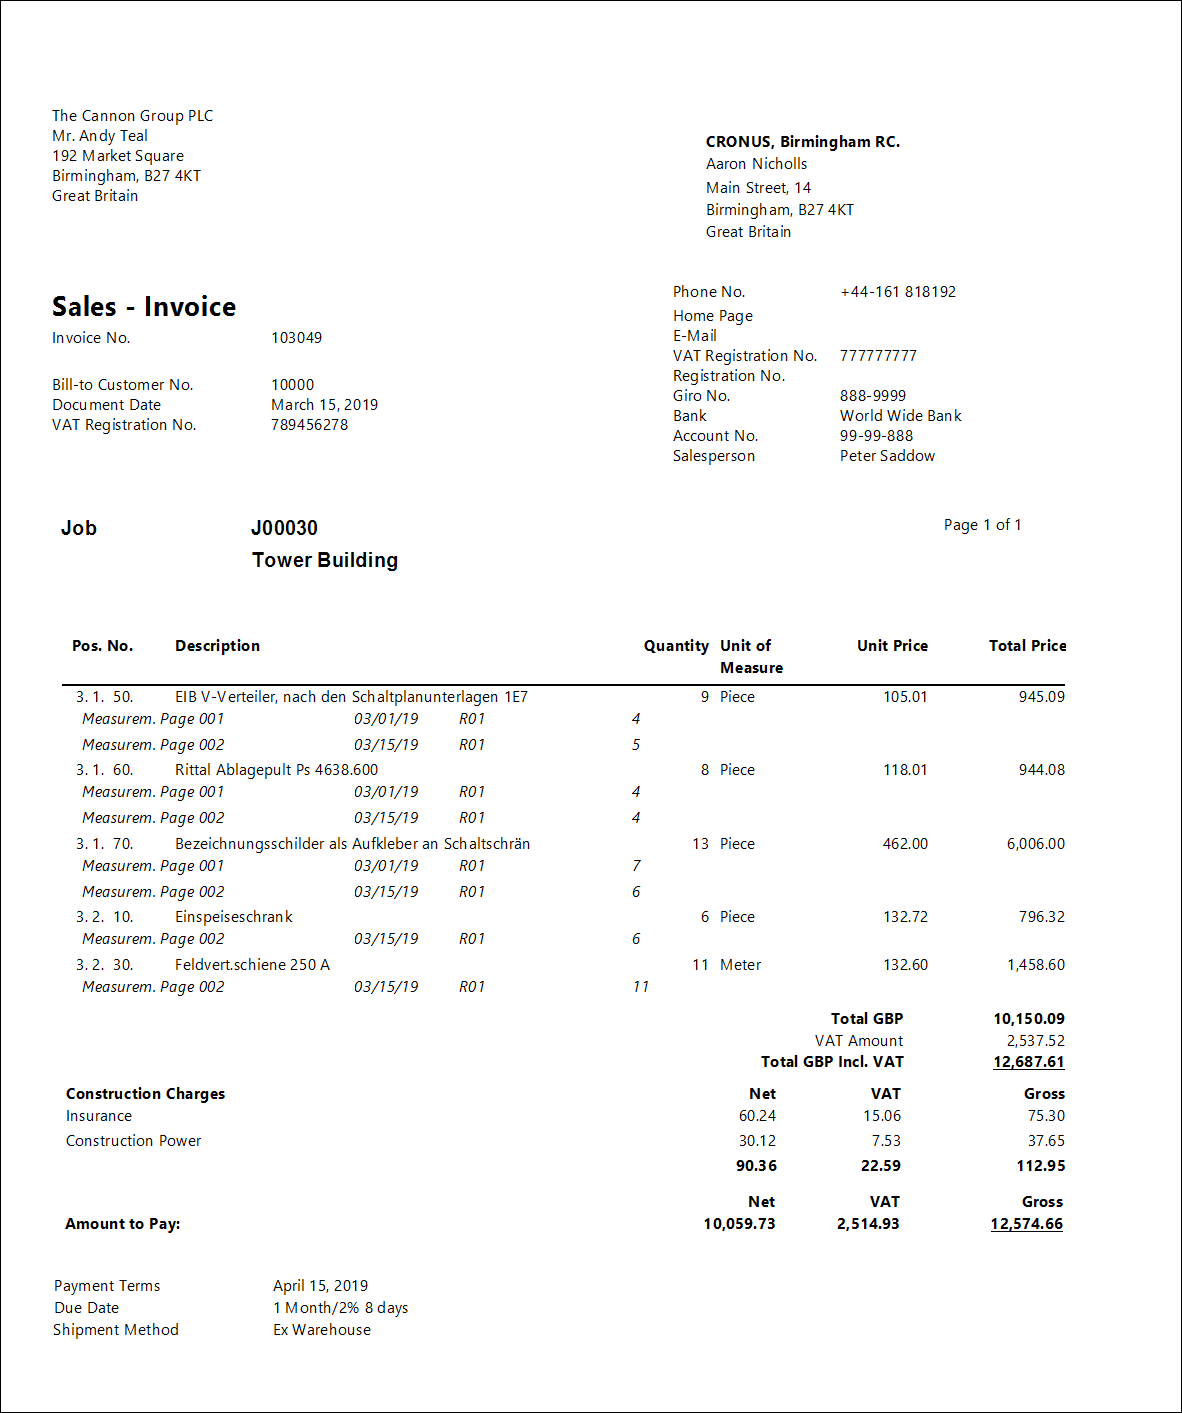 The Cannon Group PLC
Mr. Andy Teal
192 Market Square
Birmingham, B27 4KT
Great Britain
CRONUS, Birmingham RC.
Aaron Nicholls
Main Street, 14
Birmingham, B27 4KT
Great Britain
Sales - Invoice
Invoice No. 103049
Bill-to Customer No. 10000
Document Date March 15, 2019
VAT Registration No. 789456278
Phone No. +44-161 818192
Home Page
E-Mail
VAT Registration No. 777777777
Registration No.
Giro No. 888-9999
Bank World Wide Bank
Account No. 99-99-888
Salesperson Peter Saddow
Job J00030
Tower Building
Page 1 of 1
Pos. No. Description Quantity Unit of Measure Unit Price Total Price
3. 1. 50. EIB V-Verteiler, nach den Schaltplanunterlagen 1E7 9 Piece 105.01 945.09
Measurem. Page 001 03/01/19 R01 4
Measurem. Page 002 03/15/19 R01 5
3. 1. 60. Rittal Ablagepult Ps 4638.600 8 Piece 118.01 944.08
Measurem. Page 001 03/01/19 R01 4
Measurem. Page 002 03/15/19 R01 4
3. 1. 70. Bezeichnungsschilder als Aufkleber an Schaltschrän 13 Piece 462.00 6,006.00
Measurem. Page 001 03/01/19 R01 7
Measurem. Page 002 03/15/19 R01 6
3. 2. 10. Einspeiseschrank 6 Piece 132.72 796.32
Measurem. Page 002 03/15/19 R01 6
3. 2. 30. Feldvert.schiene 250 A 11 Meter 132.60 1,458.60
Measurem. Page 002 03/15/19 R01 11
Total GBP 10,150.09
VAT Amount 2,537.52
Total GBP Incl. VAT 12,687.61
Construction Charges Net VAT Gross
Insurance 60.24 15.06 75.30
Construction Power 30.12 7.53 37.65
90.36 22.59 112.95
Net VAT Gross
Amount to Pay: 10,059.73 2,514.93 12,574.66
Payment Terms April 15, 2019
Due Date 1 Month/2% 8 days
Shipment Method Ex Warehouse